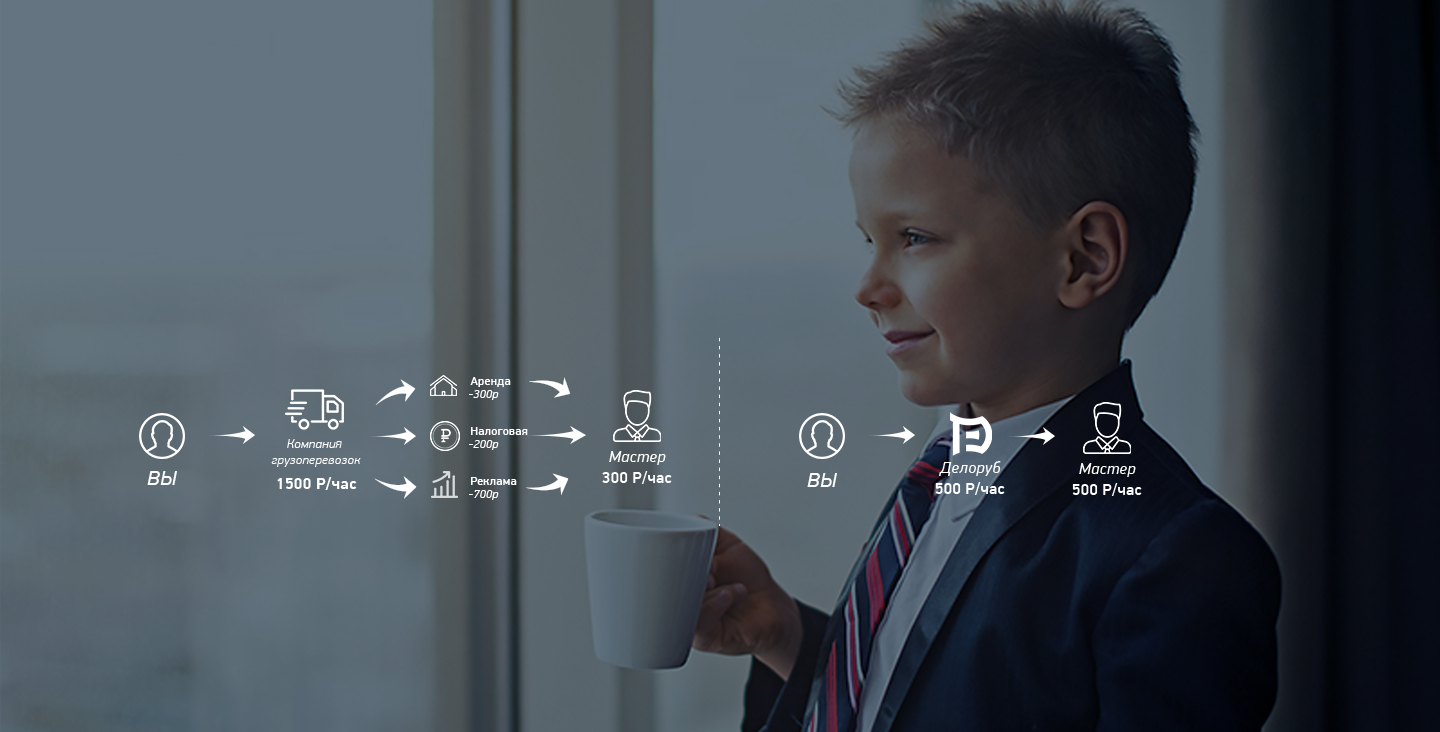 ВЫ
Компания
грузоперевозок
1500 Р/час
Аренда
-300р
Налоговая
-200р
Реклама
-700р
Мастер
300 Р/час
ВЫ
Делоруб
500 Р/час
Мастер
500 Р/час